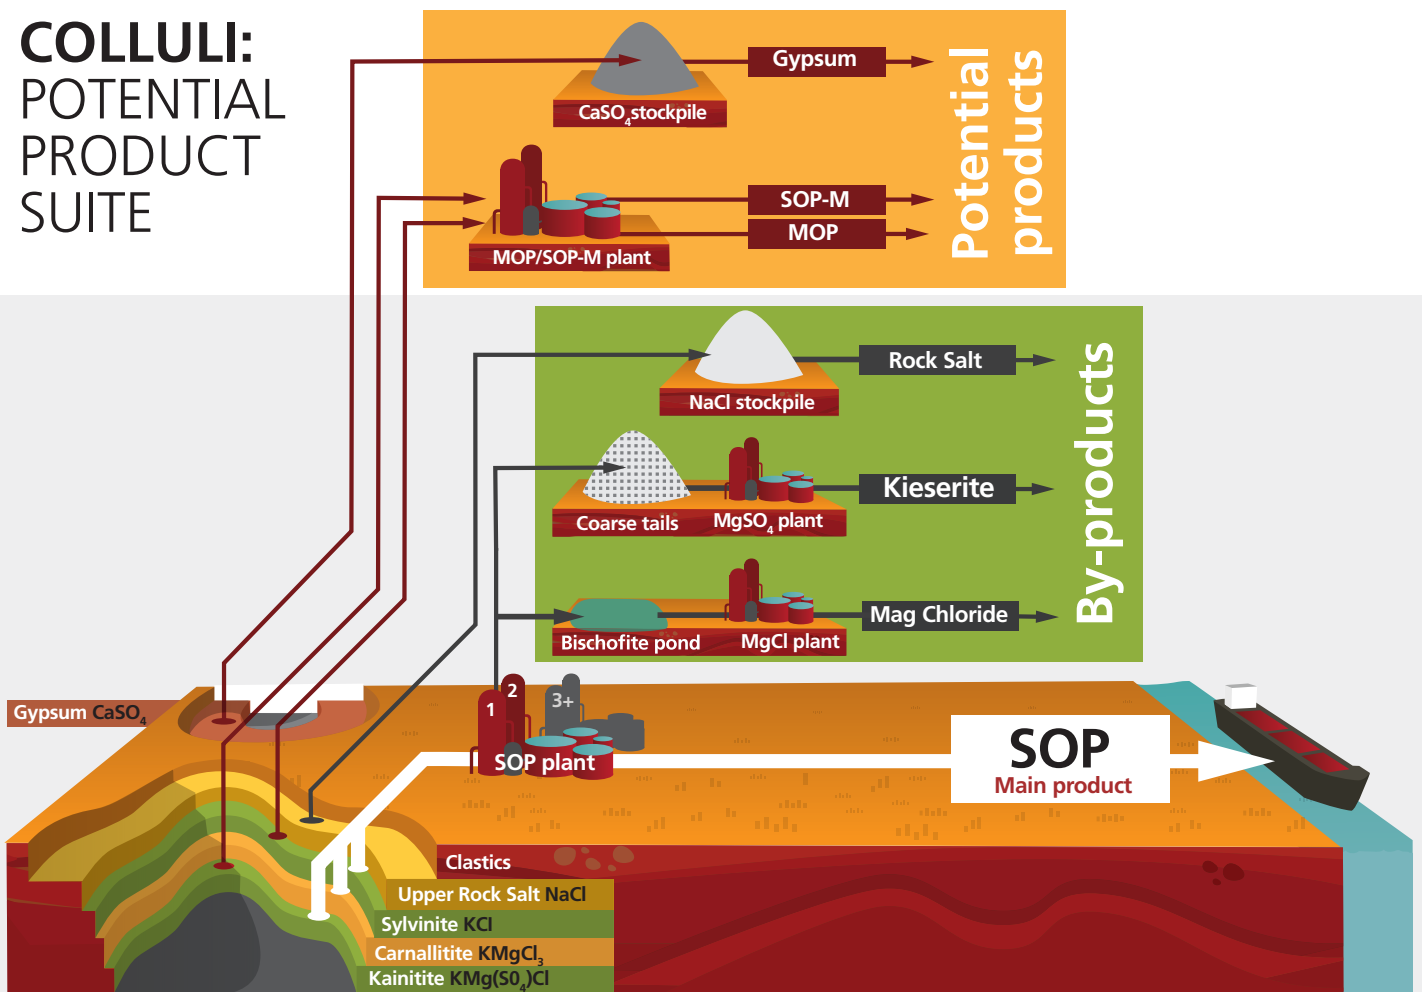 COLLULI:
POTENTIAL
PRODUCT
SUITE
Gypsum
CaSO₄stockpile
SOP-M
MOP
MOP/SOP-M plant
Potential
products
Rock Salt
NaCl stockpile
Kieserite
Coarse tails
MgSO₄ plant
Mag Chloride
Bischofite pond
MgCl plant
By-products
Gypsum CaSO₄
1
2
3+
SOP plant
SOP
Main product
Clastics
Upper Rock Salt NaCl
Sylvinite KCl
Carnallitite KMgCl₃
Kainitite KMg(S0₄)Cl